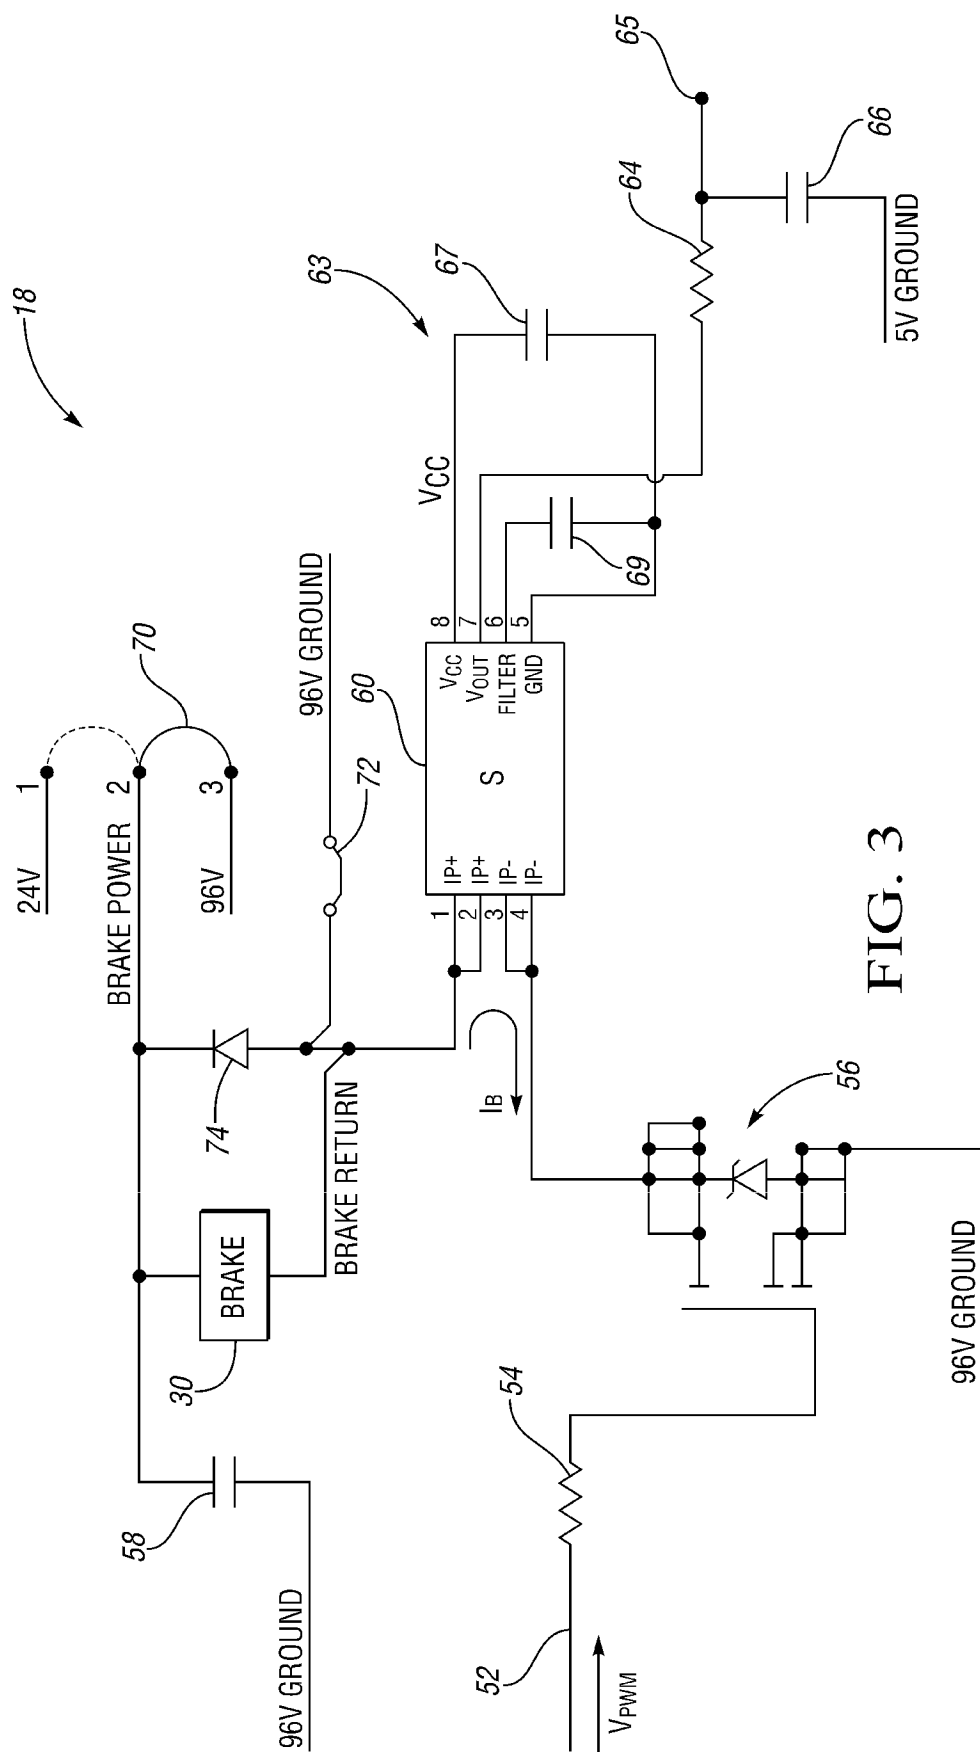 18
24V
1
BRAKE POWER
2
70
96V
3
58
30
BRAKE
74
BRAKE RETURN
96V GROUND
96V GROUND
72
63
60
VCC
67
1
2
3
4
IP+
IP+
IP-
IP-
S
VCC
VOUT
FILTER
GND
8
7
6
5
69
65
64
66
5V GROUND
IB
52
VPWM
54
56
96V GROUND
FIG. 3